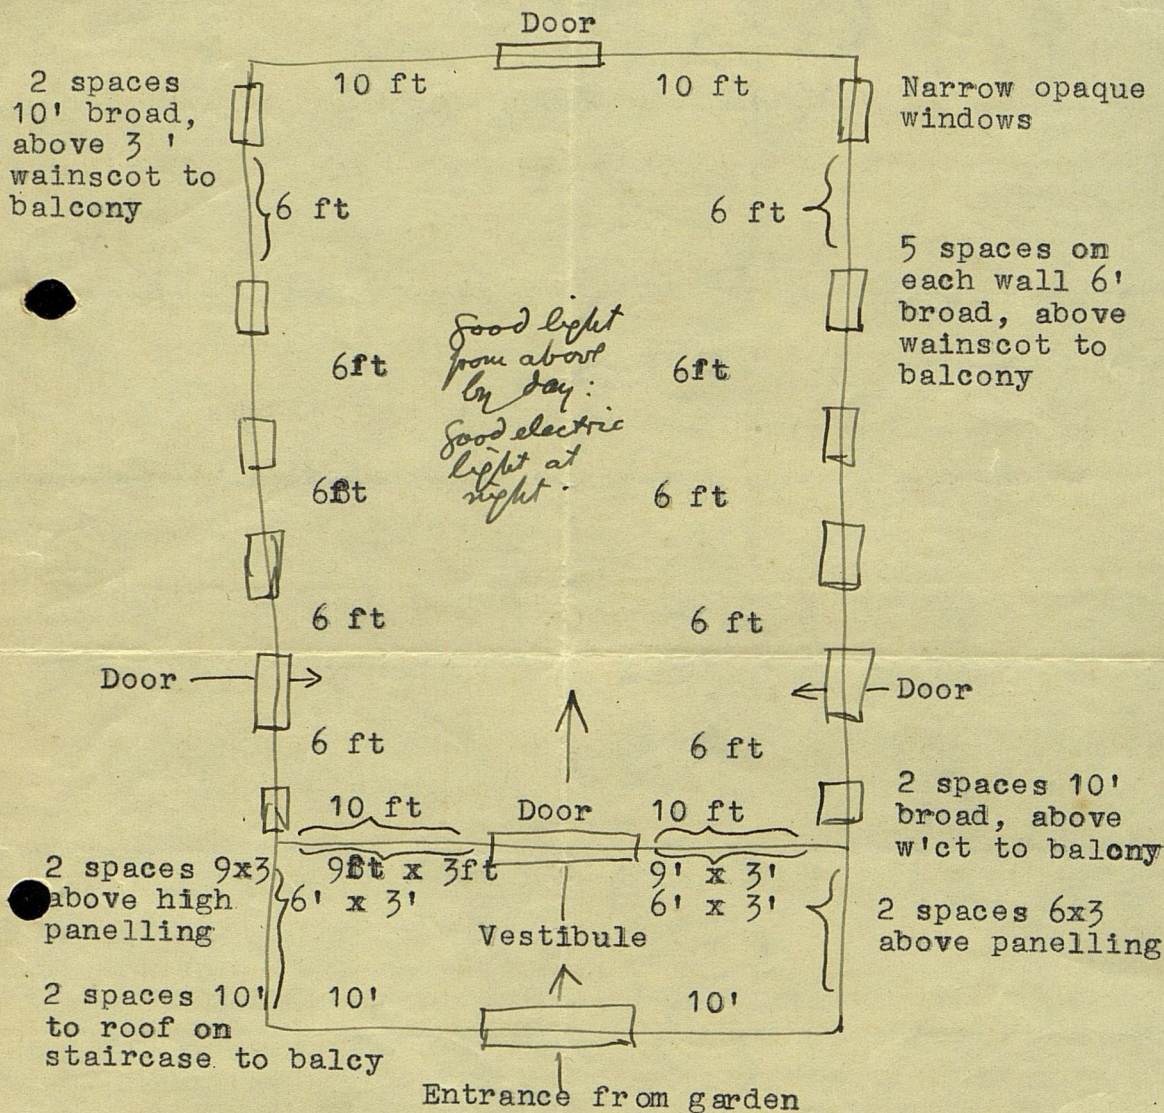 Door
2 spaces
10' broad,
above 3 '
wainscot to
balcony
10 ft
10 ft
Narrow opaque
windows
6 ft
6 ft
5 spaces on
each wall 6'
broad, above
wainscot to
balcony
good light
from above
by day:
good electric
light at
night.
6ft
6ft
6ft
6 ft
6 ft
6 ft
Door
Door
6 ft
6 ft
10 ft
Door
10 ft
2 spaces 10'
broad, above
w'ct to balcony
2 spaces 9x3
above high
panelling
9ft x 3ft
6' x 3'
9' x 3'
6' x 3'
2 spaces 6x3
above panelling
Vestibule
2 spaces 10'
to roof on
staircase to balcy
10'
10'
Entrance from garden